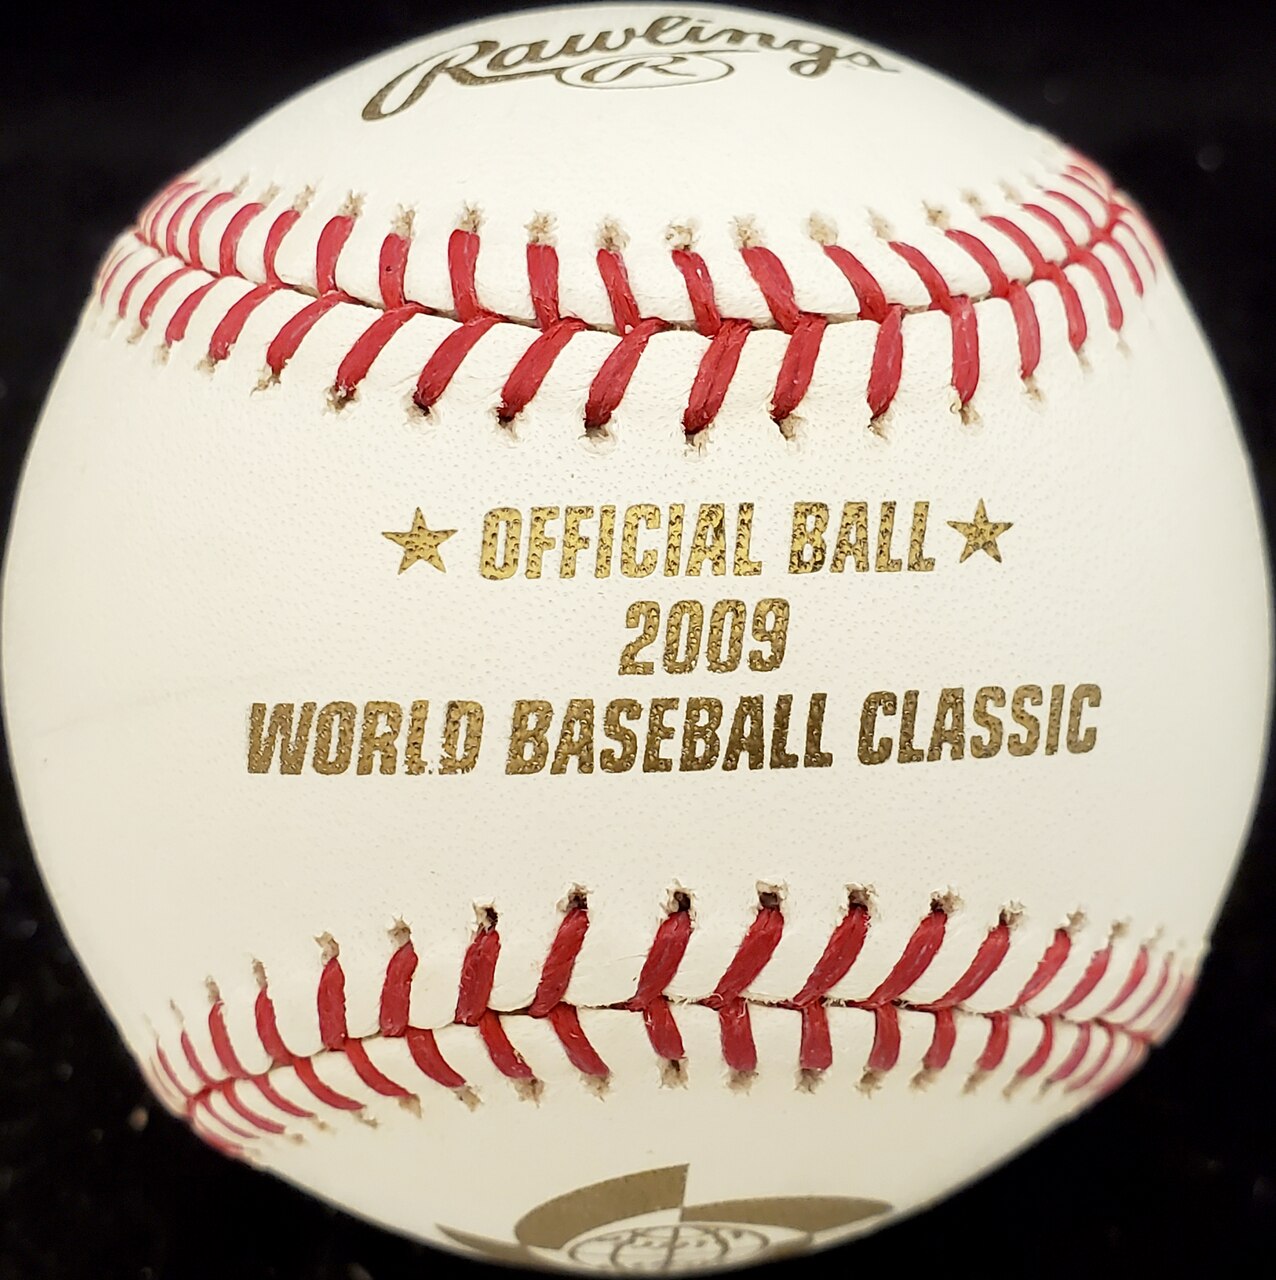 Rawlings
R
★ OFFICIAL BALL ★
2009
WORLD BASEBALL CLASSIC